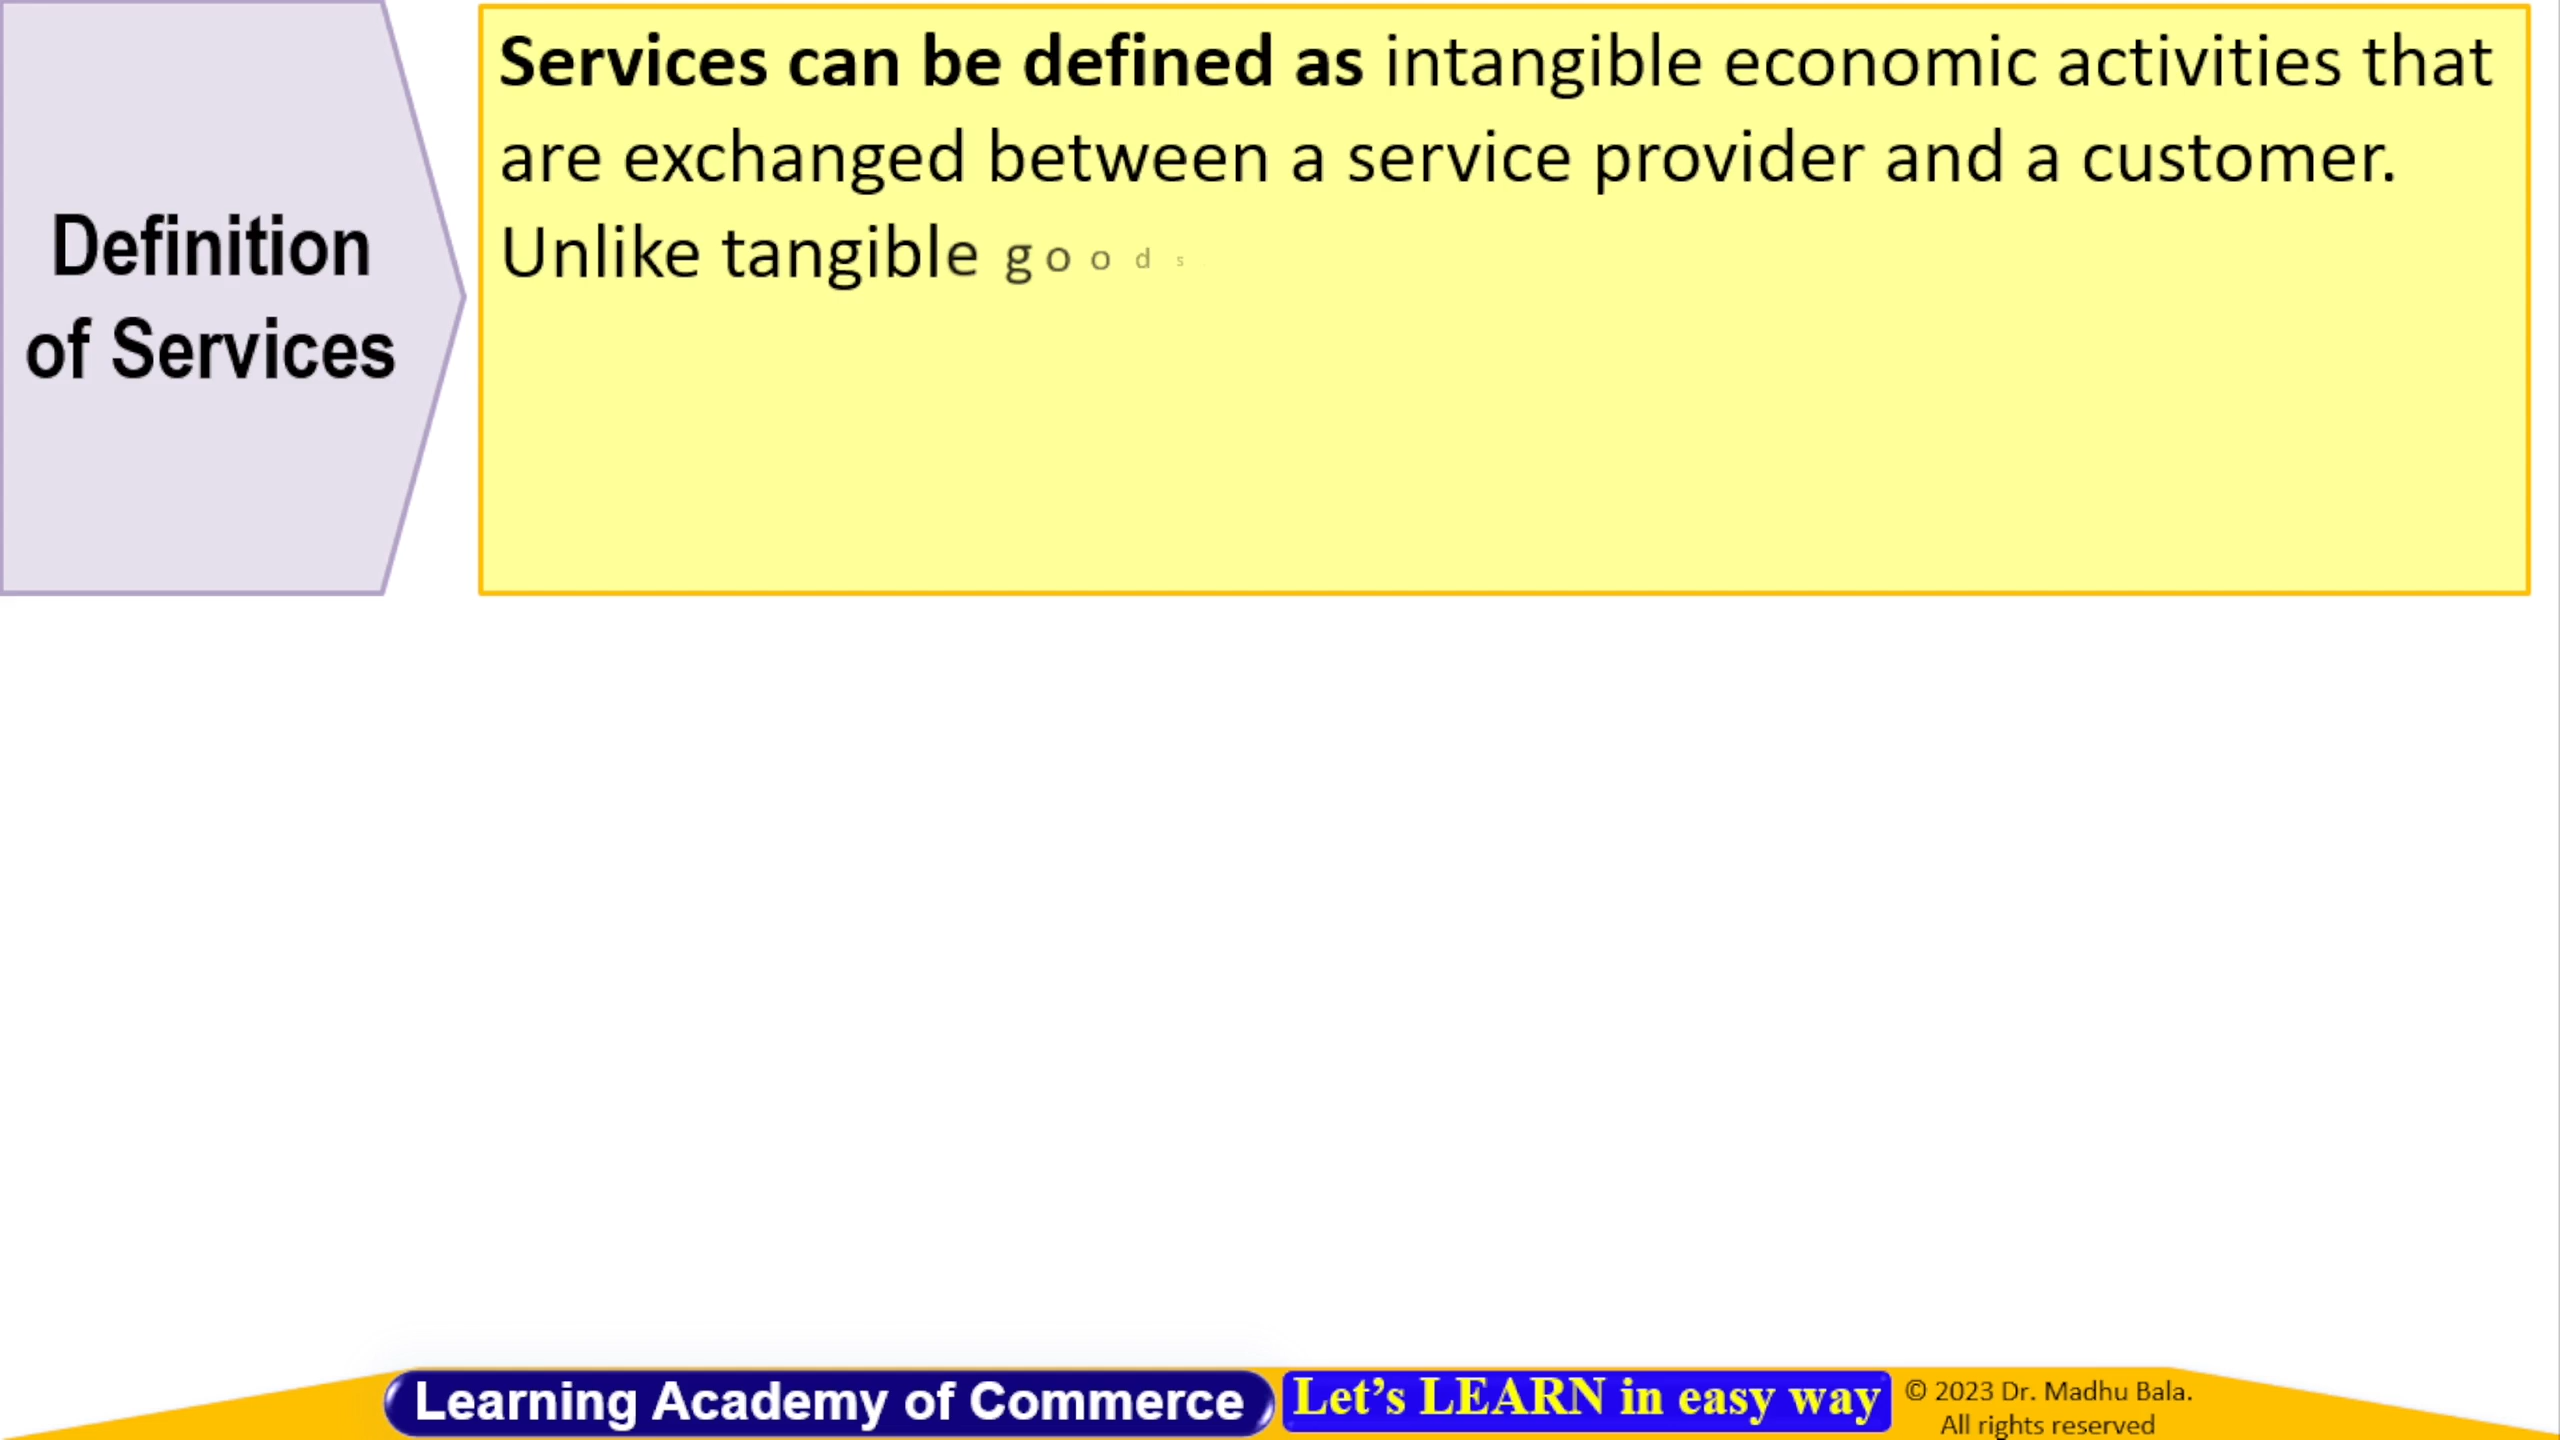 Definition
of Services
Services can be defined as intangible economic activities that
are exchanged between a service provider and a customer.
Unlike tangible goods
Learning Academy of Commerce
Let's LEARN in easy way
© 2023 Dr. Madhu Bala.
All rights reserved